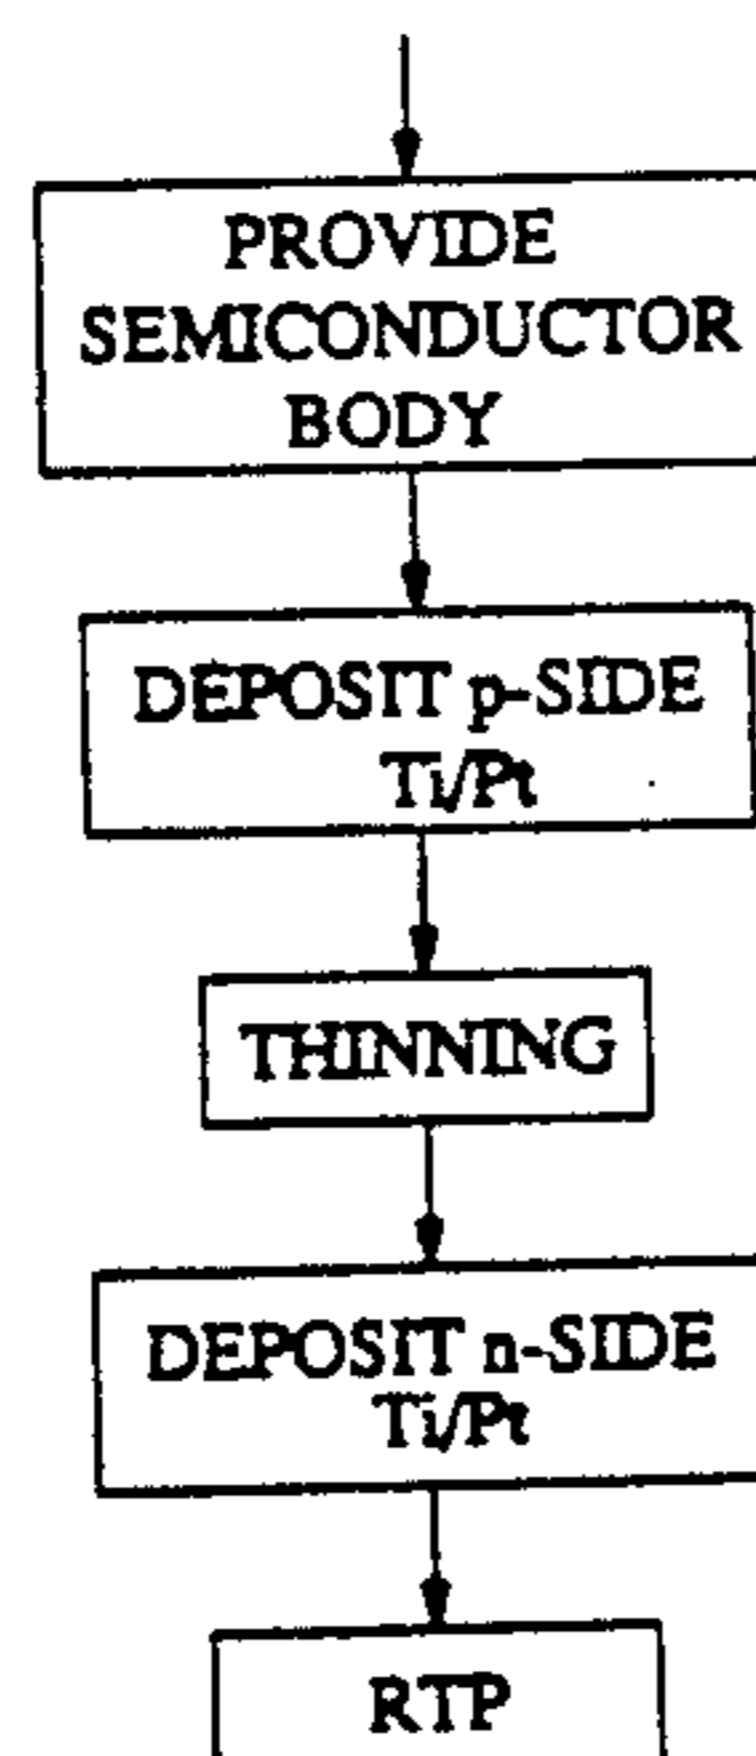 PROVIDE
SEMICONDUCTOR
BODY
DEPOSIT p-SIDE
Ti/Pt
THINNING
DEPOSIT n-SIDE
Ti/Pt
RTP